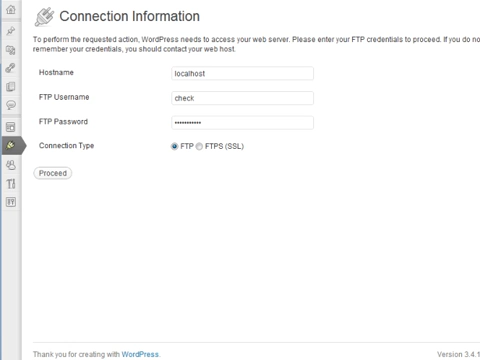 Connection Information
To perform the requested action, WordPress needs to access your web server. Please enter your FTP credentials to proceed. If you do no
remember your credentials, you should contact your web host.
Hostname
localhost
FTP Username
check
FTP Password
•••••••••••
Connection Type
FTP FTPS (SSL)
Proceed
Thank you for creating with WordPress.
Version 3.4.1